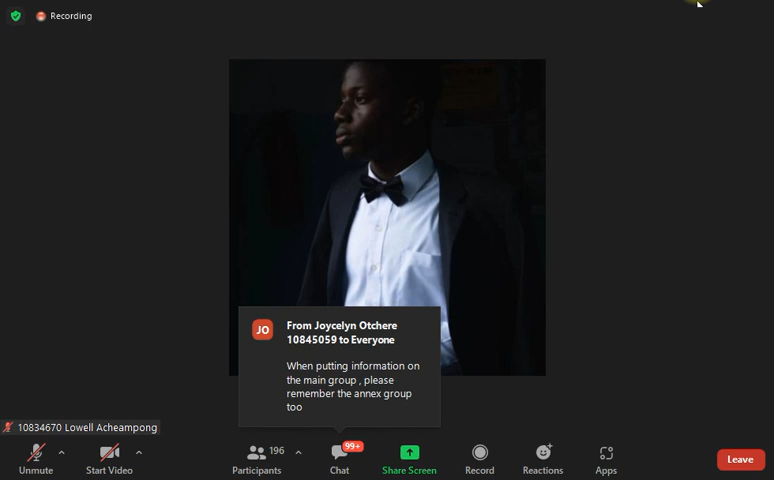 Recording
JO
From Joycelyn Otchere
10845059 to Everyone
When putting information on
the main group , please
remember the annex group
too
10834670 Lowell Acheampong
196
99+
Unmute
Start Video
Participants
Chat
Share Screen
Record
Reactions
Apps
Leave